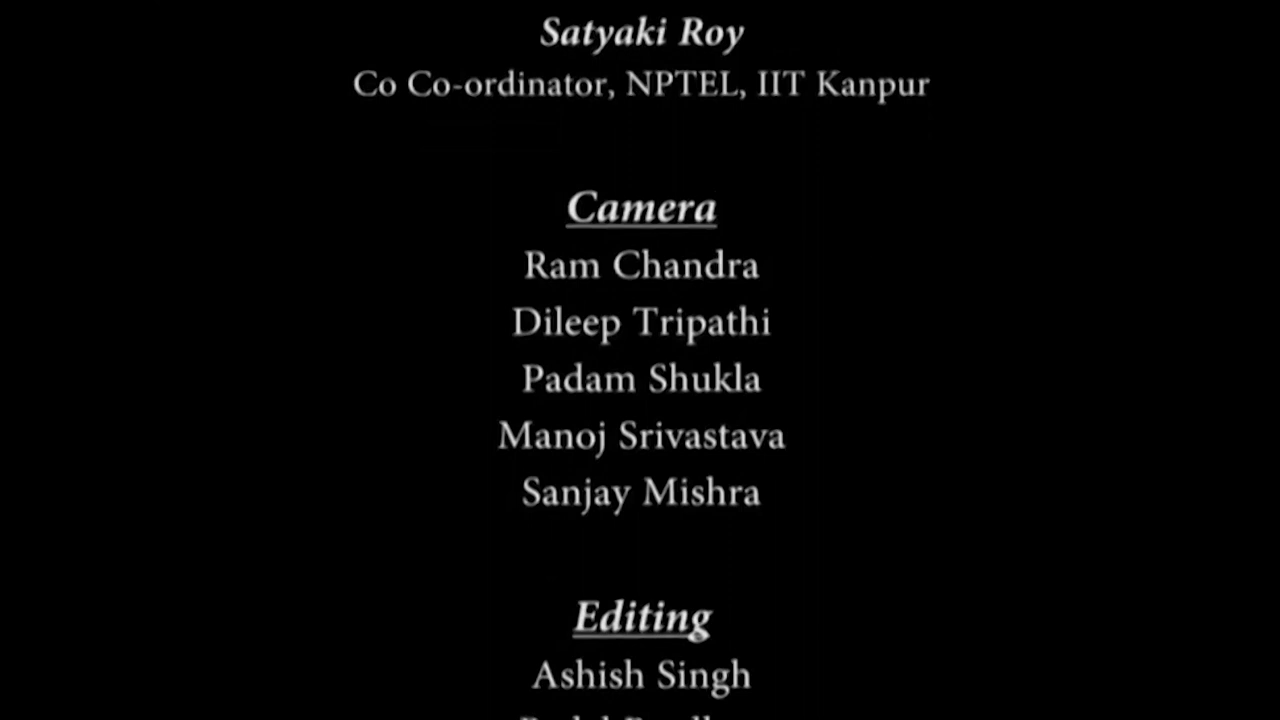 Satyaki Roy
Co Co-ordinator, NPTEL, IIT Kanpur
Camera
Ram Chandra
Dileep Tripathi
Padam Shukla
Manoj Srivastava
Sanjay Mishra
Editing
Ashish Singh